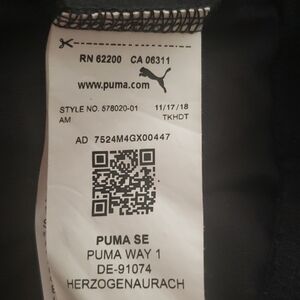 RN 62200 CA 06311
www.puma.com
STYLE NO. 578020-01 11/17/18
AM TKHDT
AD 7524M4GX00447
PUMA SE
PUMA WAY 1
DE-91074
HERZOGENAURACH